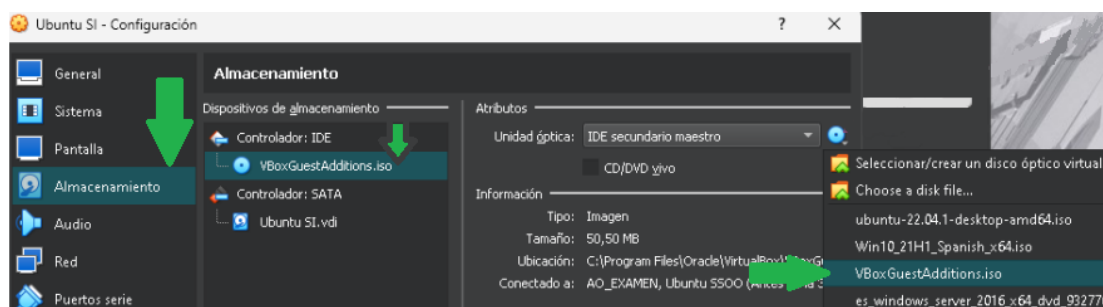 Ubuntu SI - Configuración ? X
General
Sistema
Pantalla
Almacenamiento
Audio
Red
Puertos serie
Almacenamiento
Dispositivos de almacenamiento
Controlador: IDE
VBoxGuestAdditions.iso
Controlador: SATA
Ubuntu SI.vdi
Atributos
Unidad óptica: IDE secundario maestro
CD/DVD vivo
Información
Tipo: Imagen
Tamaño: 50,50 MB
Ubicación: C:\Program Files\Oracle\VirtualBox\
Conectado a: AO_EXAMEN, Ubuntu SSOO
Seleccionar/crear un disco óptico virtual
Choose a disk file...
ubuntu-22.04.1-desktop-amd64.iso
Win10_21H1_Spanish_x64.iso
VBoxGuestAdditions.iso
es_windows_server_2016_x64_dvd_93277